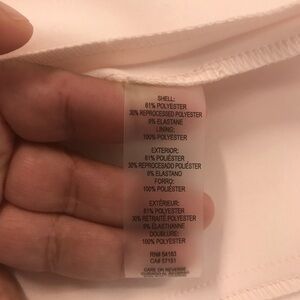 SHELL:
61% POLYESTER
30% REPROCESSED POLYESTER
9% ELASTANE
LINING:
100% POLYESTER
EXTERIOR:
61% POLIÉSTER
30% REPROCESADO POLIÉSTER
9% ELASTANO
FORRO:
100% POLIÉSTER
EXTÉRIEUR:
61% POLYESTER
30% RETRAITÉ POLYESTER
9% ÉLASTHANNE
DOUBLURE:
100% POLYESTER
RN# 54163
CA# 57151
CARE ON REVERSE